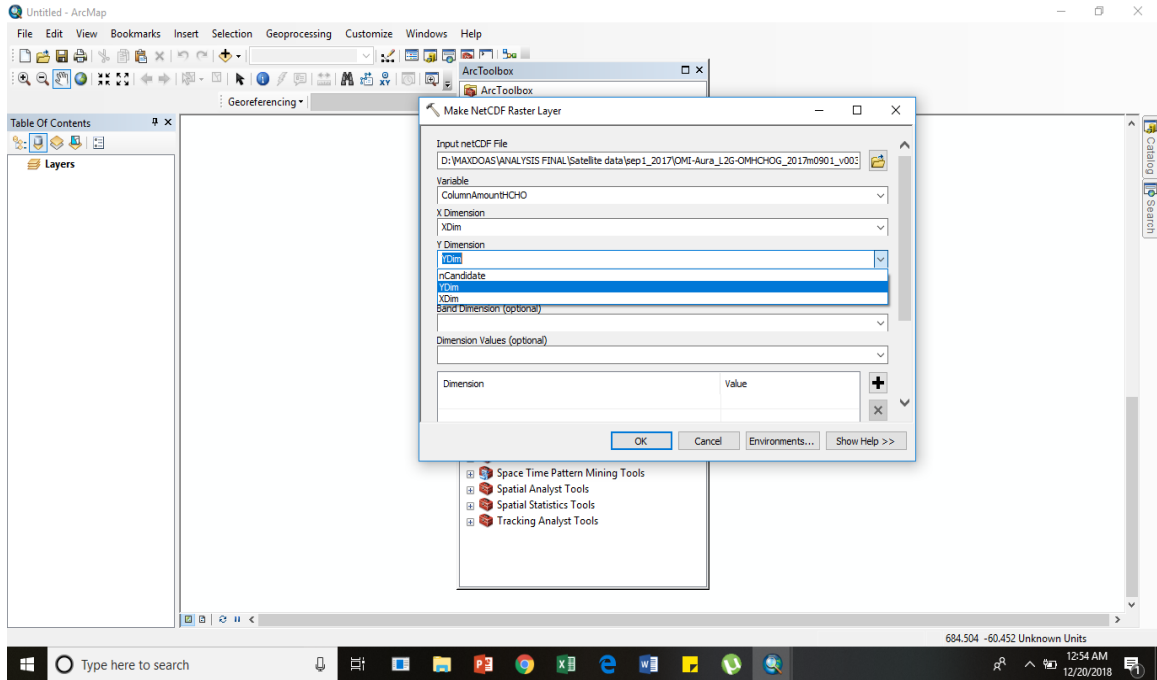 Untitled - ArcMap
File Edit View Bookmarks Insert Selection Geoprocessing Customize Windows Help
Georeferencing
Table Of Contents
Layers
ArcToolbox
ArcToolbox
Make NetCDF Raster Layer
Input netCDF File
D:\MAXDOAS\ANALYSIS FINAL\Satellite data\sep1_2017\OMI-Aura_L2G-OMHCHOG_2017m0901_v003
Variable
ColumnAmountHCHO
X Dimension
XDim
Y Dimension
YDim
nCandidate
YDim
XDim
Band Dimension (optional)
Dimension Values (optional)
Dimension Value
OK Cancel Environments... Show Help >>
Space Time Pattern Mining Tools
Spatial Analyst Tools
Spatial Statistics Tools
Tracking Analyst Tools
Catalog
Search
684.504 -60.452 Unknown Units
Type here to search
12:54 AM
12/20/2018
1